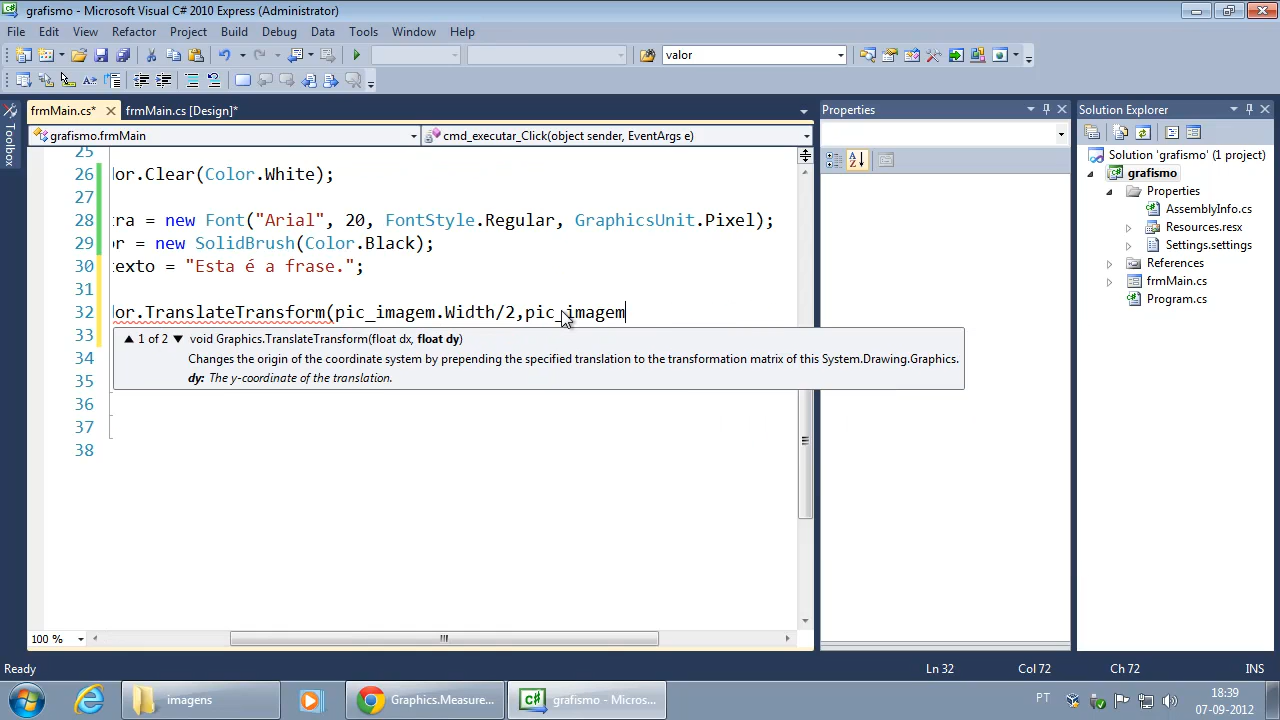 grafismo - Microsoft Visual C# 2010 Express (Administrator)
File Edit View Refactor Project Build Debug Data Tools Window Help
valor
frmMain.cs* frmMain.cs [Design]* Properties Solution Explorer
grafismo.frmMain cmd_executar_Click(object sender, EventArgs e)
Solution 'grafismo' (1 project)
grafismo
Properties
AssemblyInfo.cs
Resources.resx
Settings.settings
References
frmMain.cs
Program.cs
Toolbox
25
26 lor.Clear(Color.White);
27
28 tra = new Font("Arial", 20, FontStyle.Regular, GraphicsUnit.Pixel);
29 or = new SolidBrush(Color.Black);
30 texto = "Esta é a frase.";
31
32 lor.TranslateTransform(pic_imagem.Width/2,pic_imagem
33
1 of 2 void Graphics.TranslateTransform(float dx, float dy)
34 Changes the origin of the coordinate system by prepending the specified translation to the transformation matrix of this System.Drawing.Graphics.
35 dy: The y-coordinate of the translation.
36
37
38
100 %
Ready Ln 32 Col 72 Ch 72 INS
imagens Graphics.Measure... grafismo - Micros... PT 18:39
07-09-2012